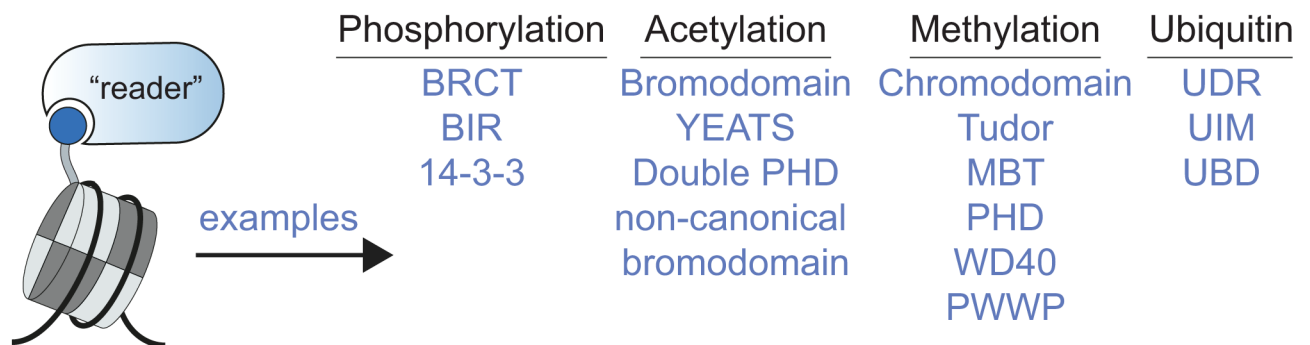 “reader”
examples
Phosphorylation
BRCT
BIR
14-3-3
Acetylation
Bromodomain
YEATS
Double PHD
non-canonical
bromodomain
Methylation
Chromodomain
Tudor
MBT
PHD
WD40
PWWP
Ubiquitin
UDR
UIM
UBD